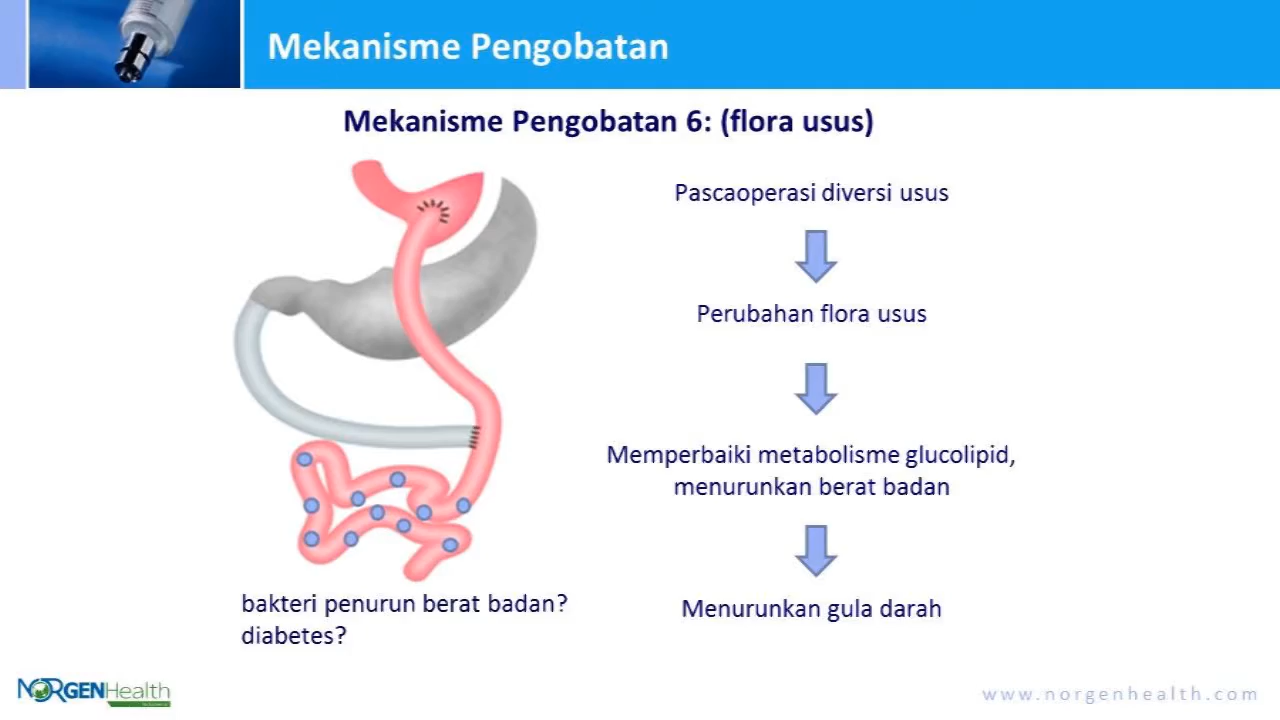 Mekanisme Pengobatan
Mekanisme Pengobatan 6: (flora usus)
Pascaoperasi diversi usus
Perubahan flora usus
Memperbaiki metabolisme glucolipid,
menurunkan berat badan
Menurunkan gula darah
bakteri penurun berat badan?
diabetes?
NORGENHealth
www.norgenhealth.com